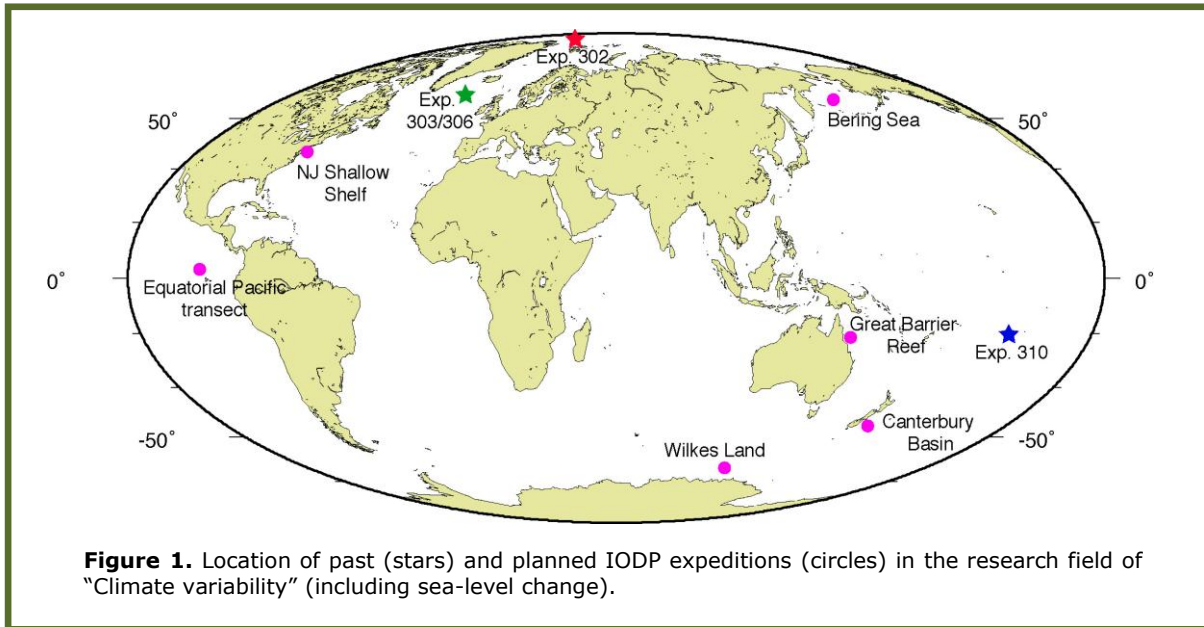 Exp. 302
Exp.
303/306
50°
50°
Bering Sea
NJ Shallow
Shelf
0°
0°
Equatorial Pacific
transect
Great Barrier
Reef
Exp. 310
-50°
-50°
Canterbury
Basin
Wilkes Land
Figure 1. Location of past (stars) and planned IODP expeditions (circles) in the research field of
“Climate variability” (including sea-level change).